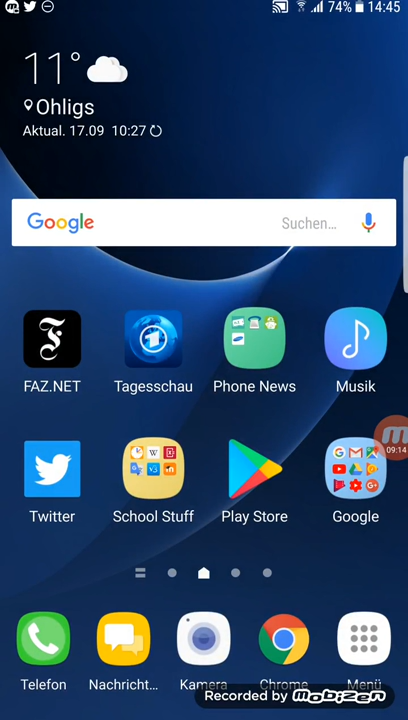 74% 14:45
11°
Ohligs
Aktual. 17.09 10:27
Google Suchen...
FAZ.NET Tagesschau Phone News Musik
09:14
Twitter School Stuff Play Store Google
Telefon Nachricht... Kamera Chrome Menü
Recorded by mobizen